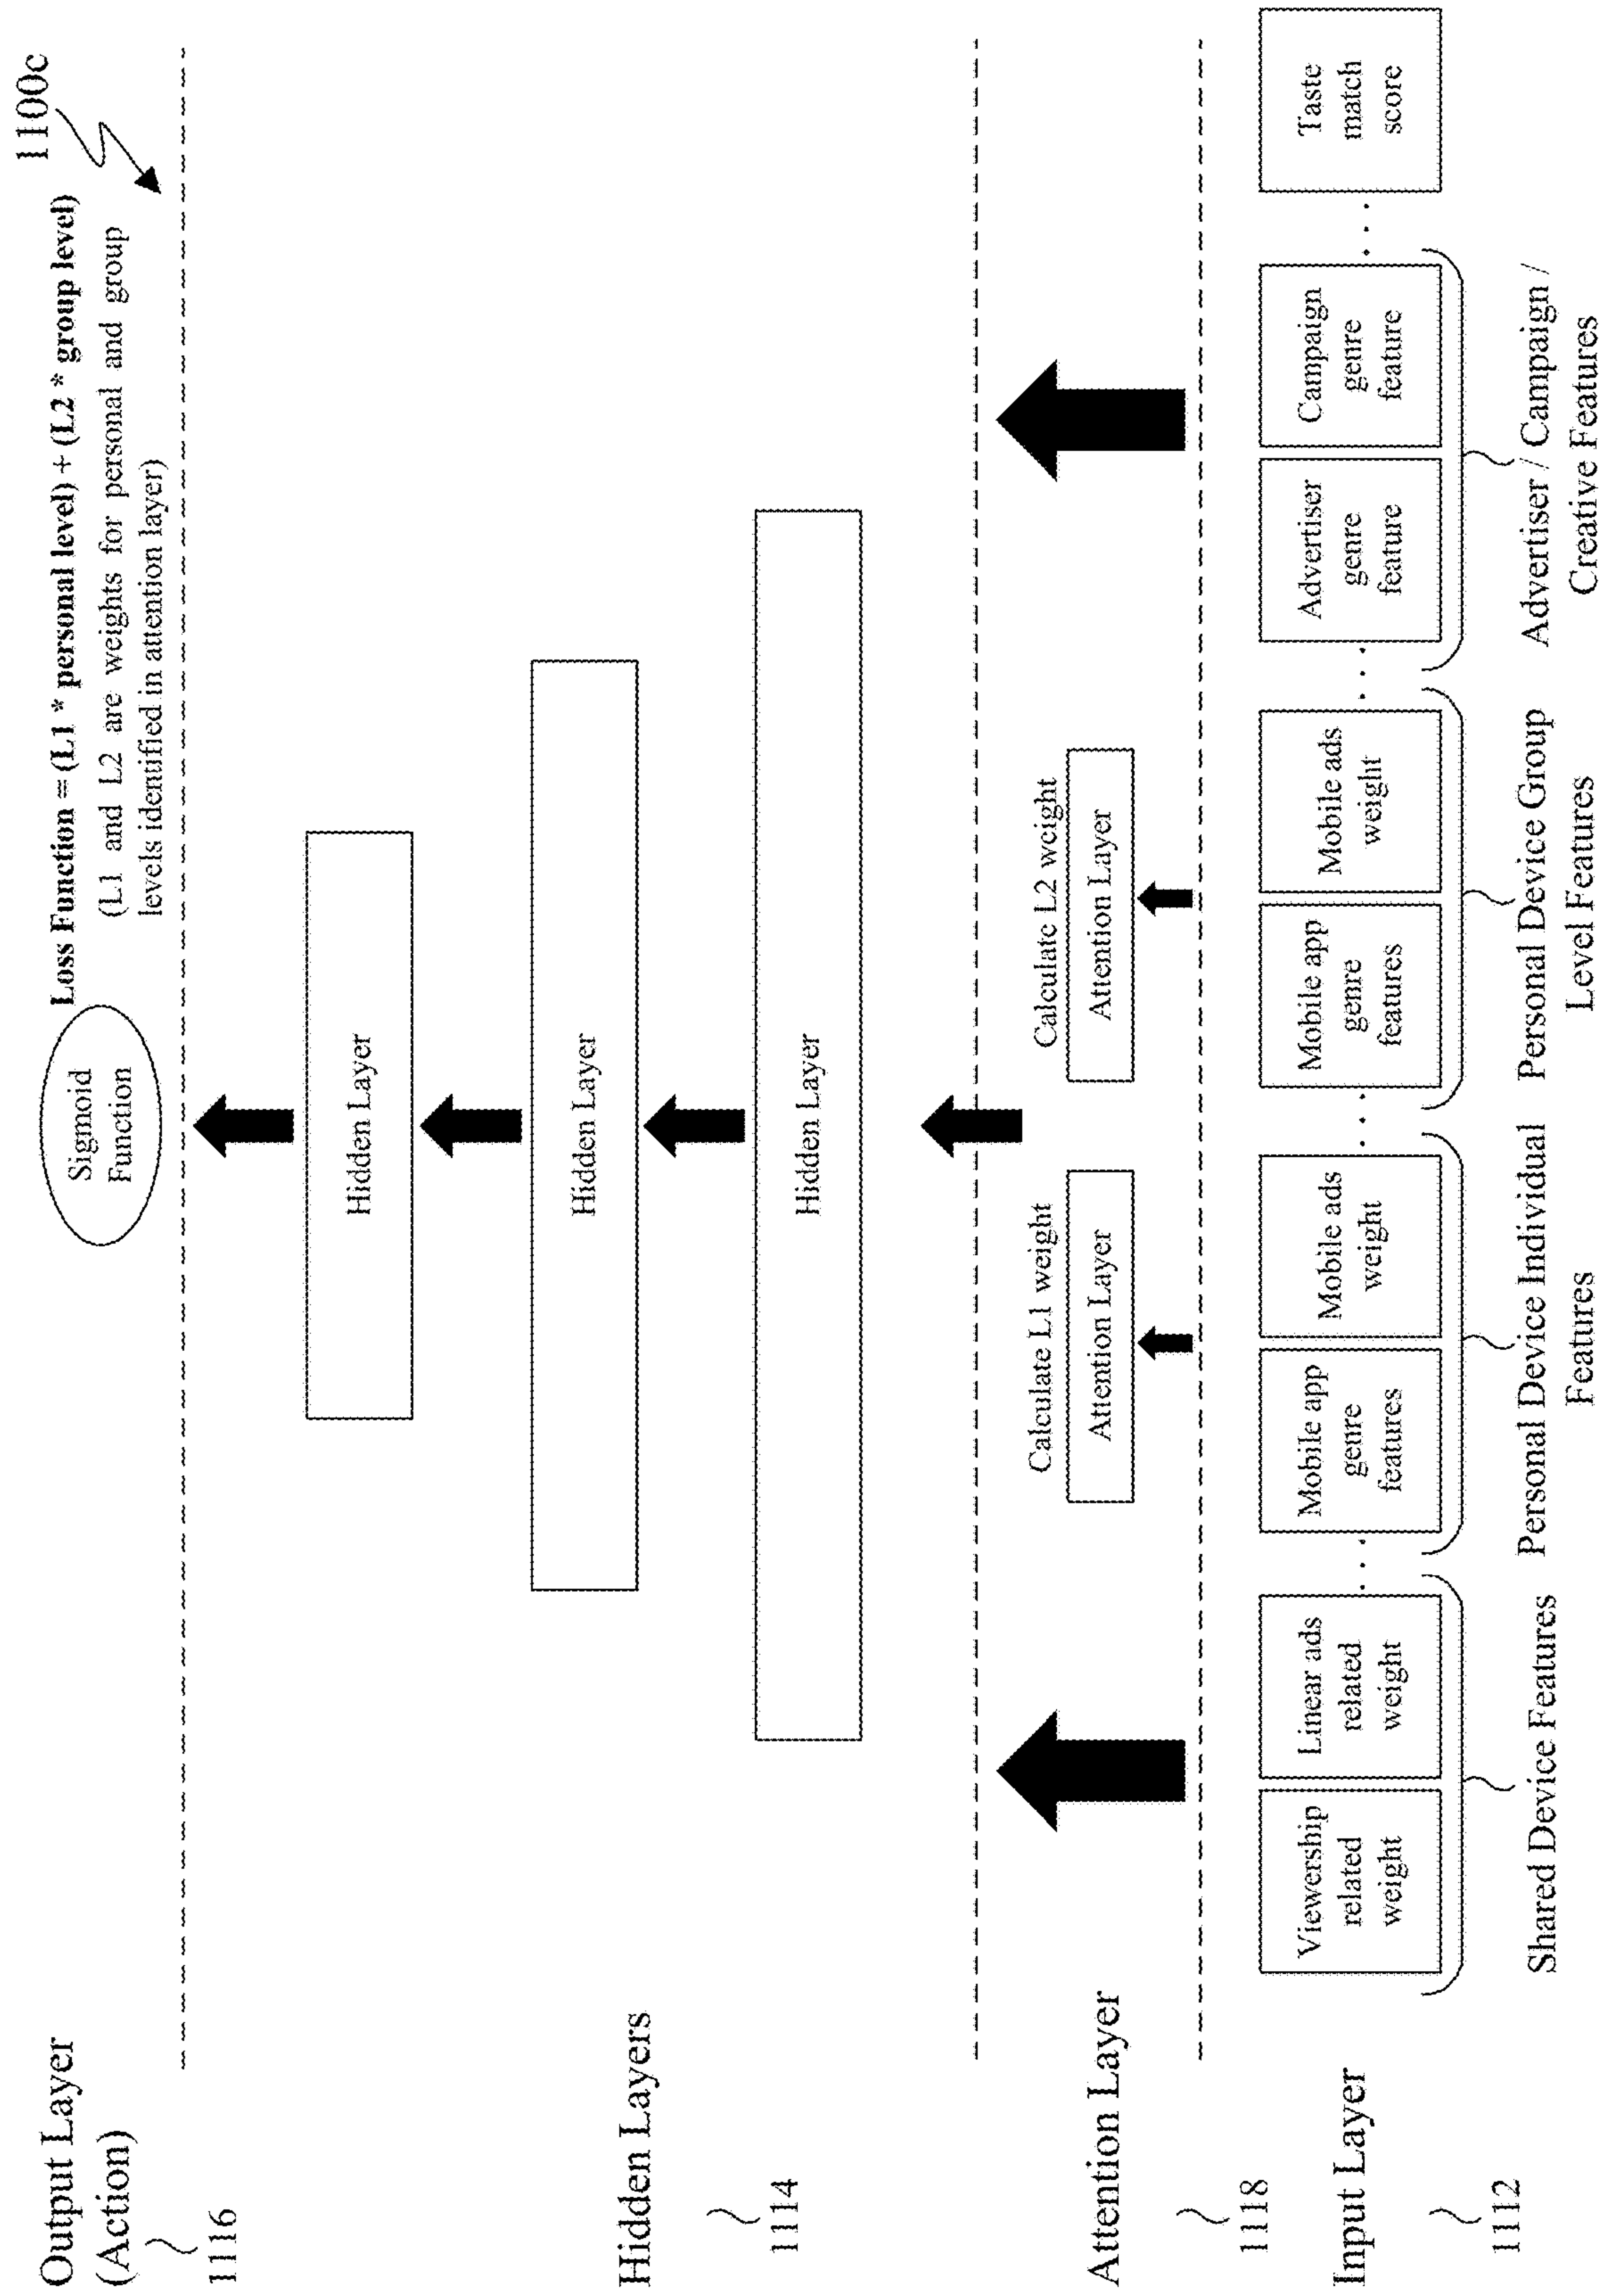 1100c
Output Layer
(Action)
1116
Sigmoid
Function
Loss Function = (L1 * personal level) + (L2 * group level)
(L1 and L2 are weights for personal and group
levels identified in attention layer)
Hidden Layers
1114
Hidden Layer
Hidden Layer
Hidden Layer
Attention Layer
1118
Calculate L1 weight
Attention Layer
Calculate L2 weight
Attention Layer
Input Layer
1112
Viewership
related
weight
Linear ads
related
weight
. . .
Mobile app
genre
features
Mobile ads
weight
. . .
Mobile app
genre
features
Mobile ads
weight
. . .
Advertiser
genre
feature
Campaign
genre
feature
. . .
Taste
match
score
Shared Device Features
Personal Device Individual
Features
Personal Device Group
Level Features
Advertiser / Campaign /
Creative Features